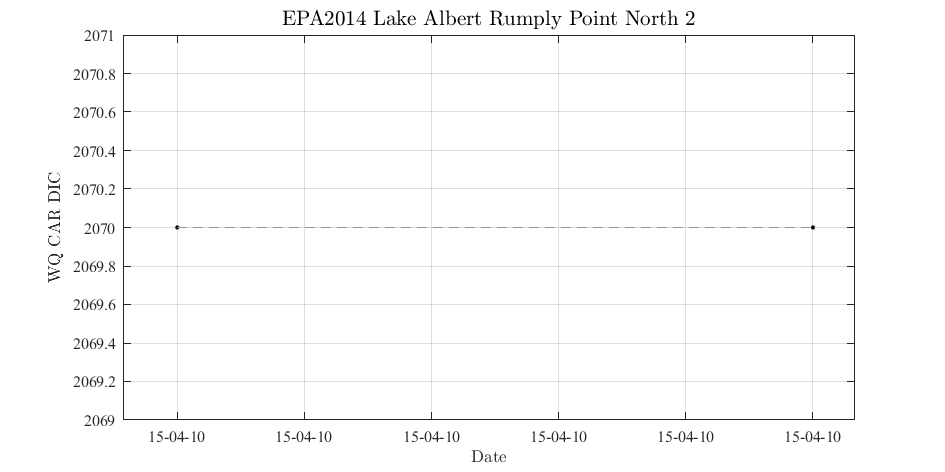 EPA2014 Lake Albert Rumply Point North 2
2071
2070.8
2070.6
2070.4
2070.2
2070
2069.8
2069.6
2069.4
2069.2
2069
WQ CAR DIC
15-04-10 15-04-10 15-04-10 15-04-10 15-04-10 15-04-10
Date